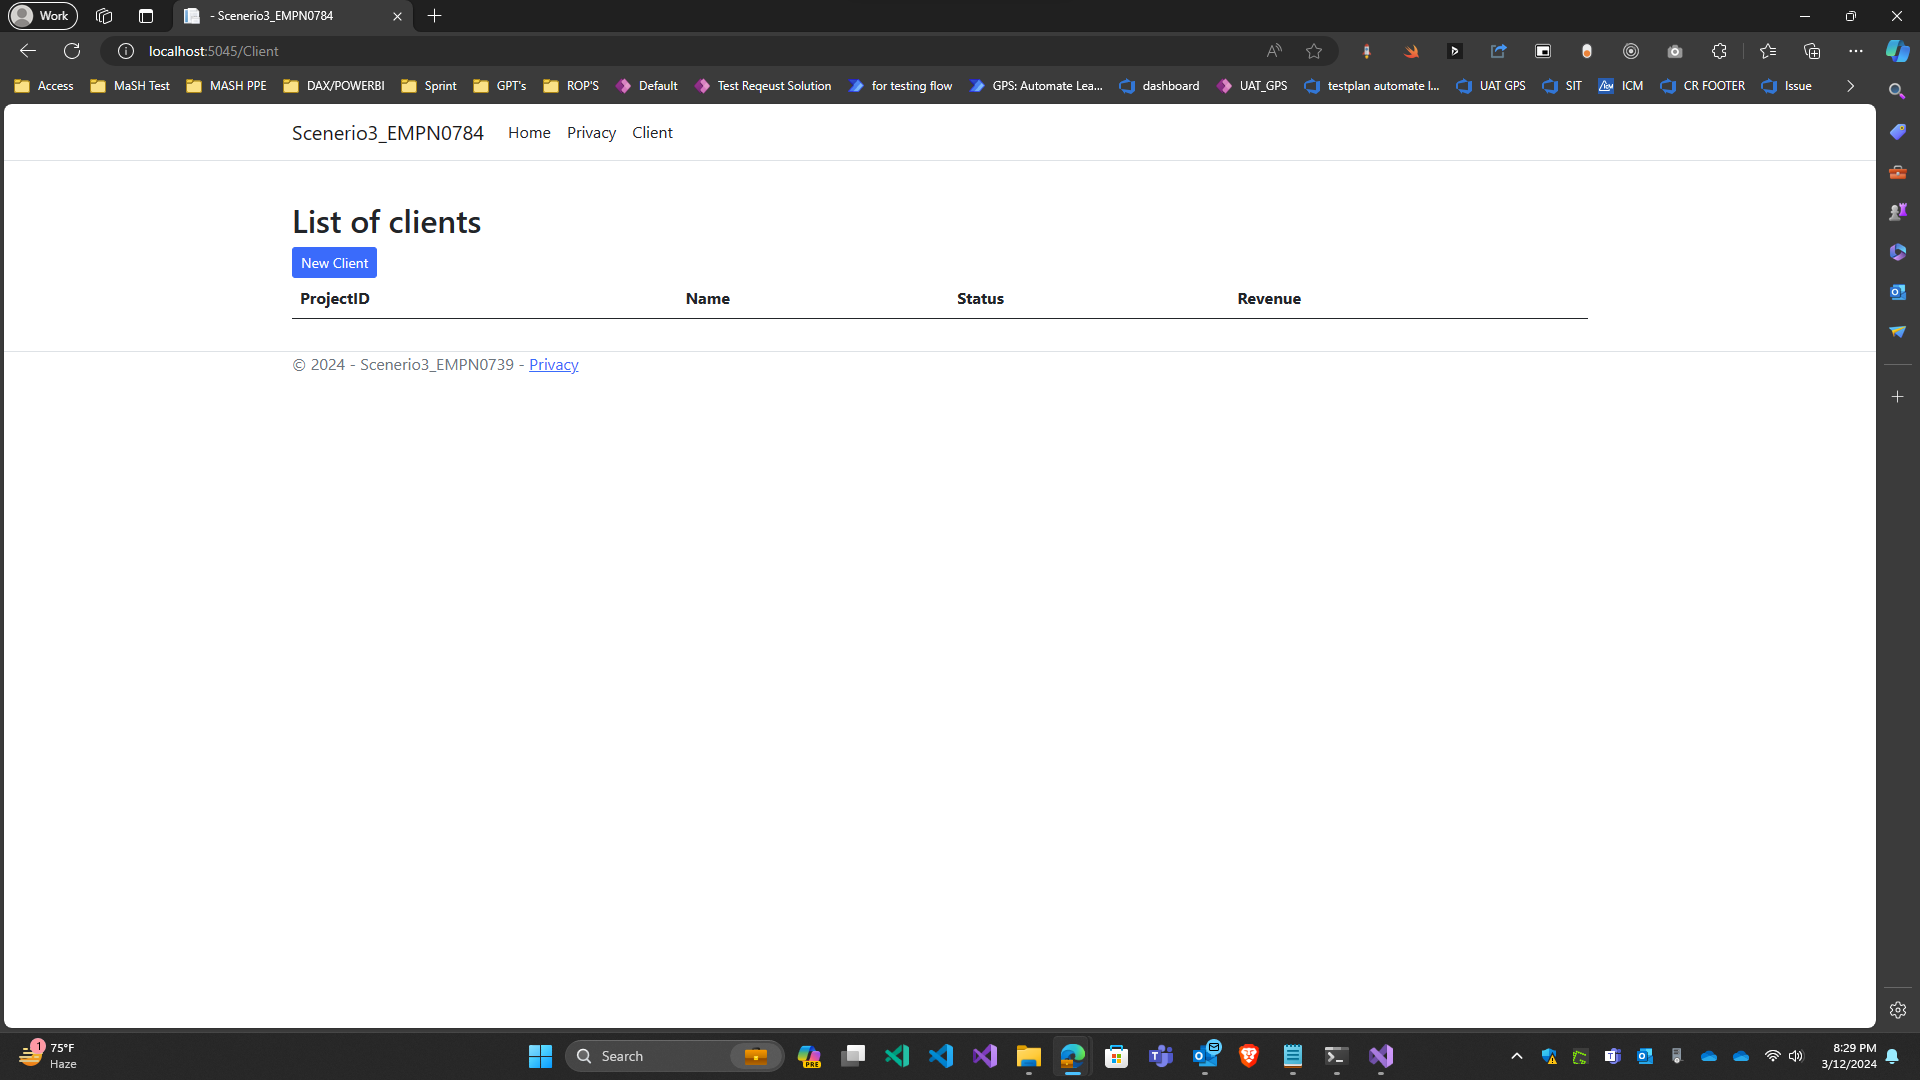 Work
- Scenerio3_EMPN0784
localhost:5045/Client
Access
MaSH Test
MASH PPE
DAX/POWERBI
Sprint
GPT's
ROP'S
Default
Test Reqeust Solution
for testing flow
GPS: Automate Lea...
dashboard
UAT_GPS
testplan automate l...
UAT GPS
SIT
ICM
CR FOOTER
Issue
Scenerio3_EMPN0784
Home
Privacy
Client
List of clients
New Client
ProjectID
Name
Status
Revenue
© 2024 - Scenerio3_EMPN0739 - Privacy
1
75°F
Haze
Search
PRE
8:29 PM
3/12/2024